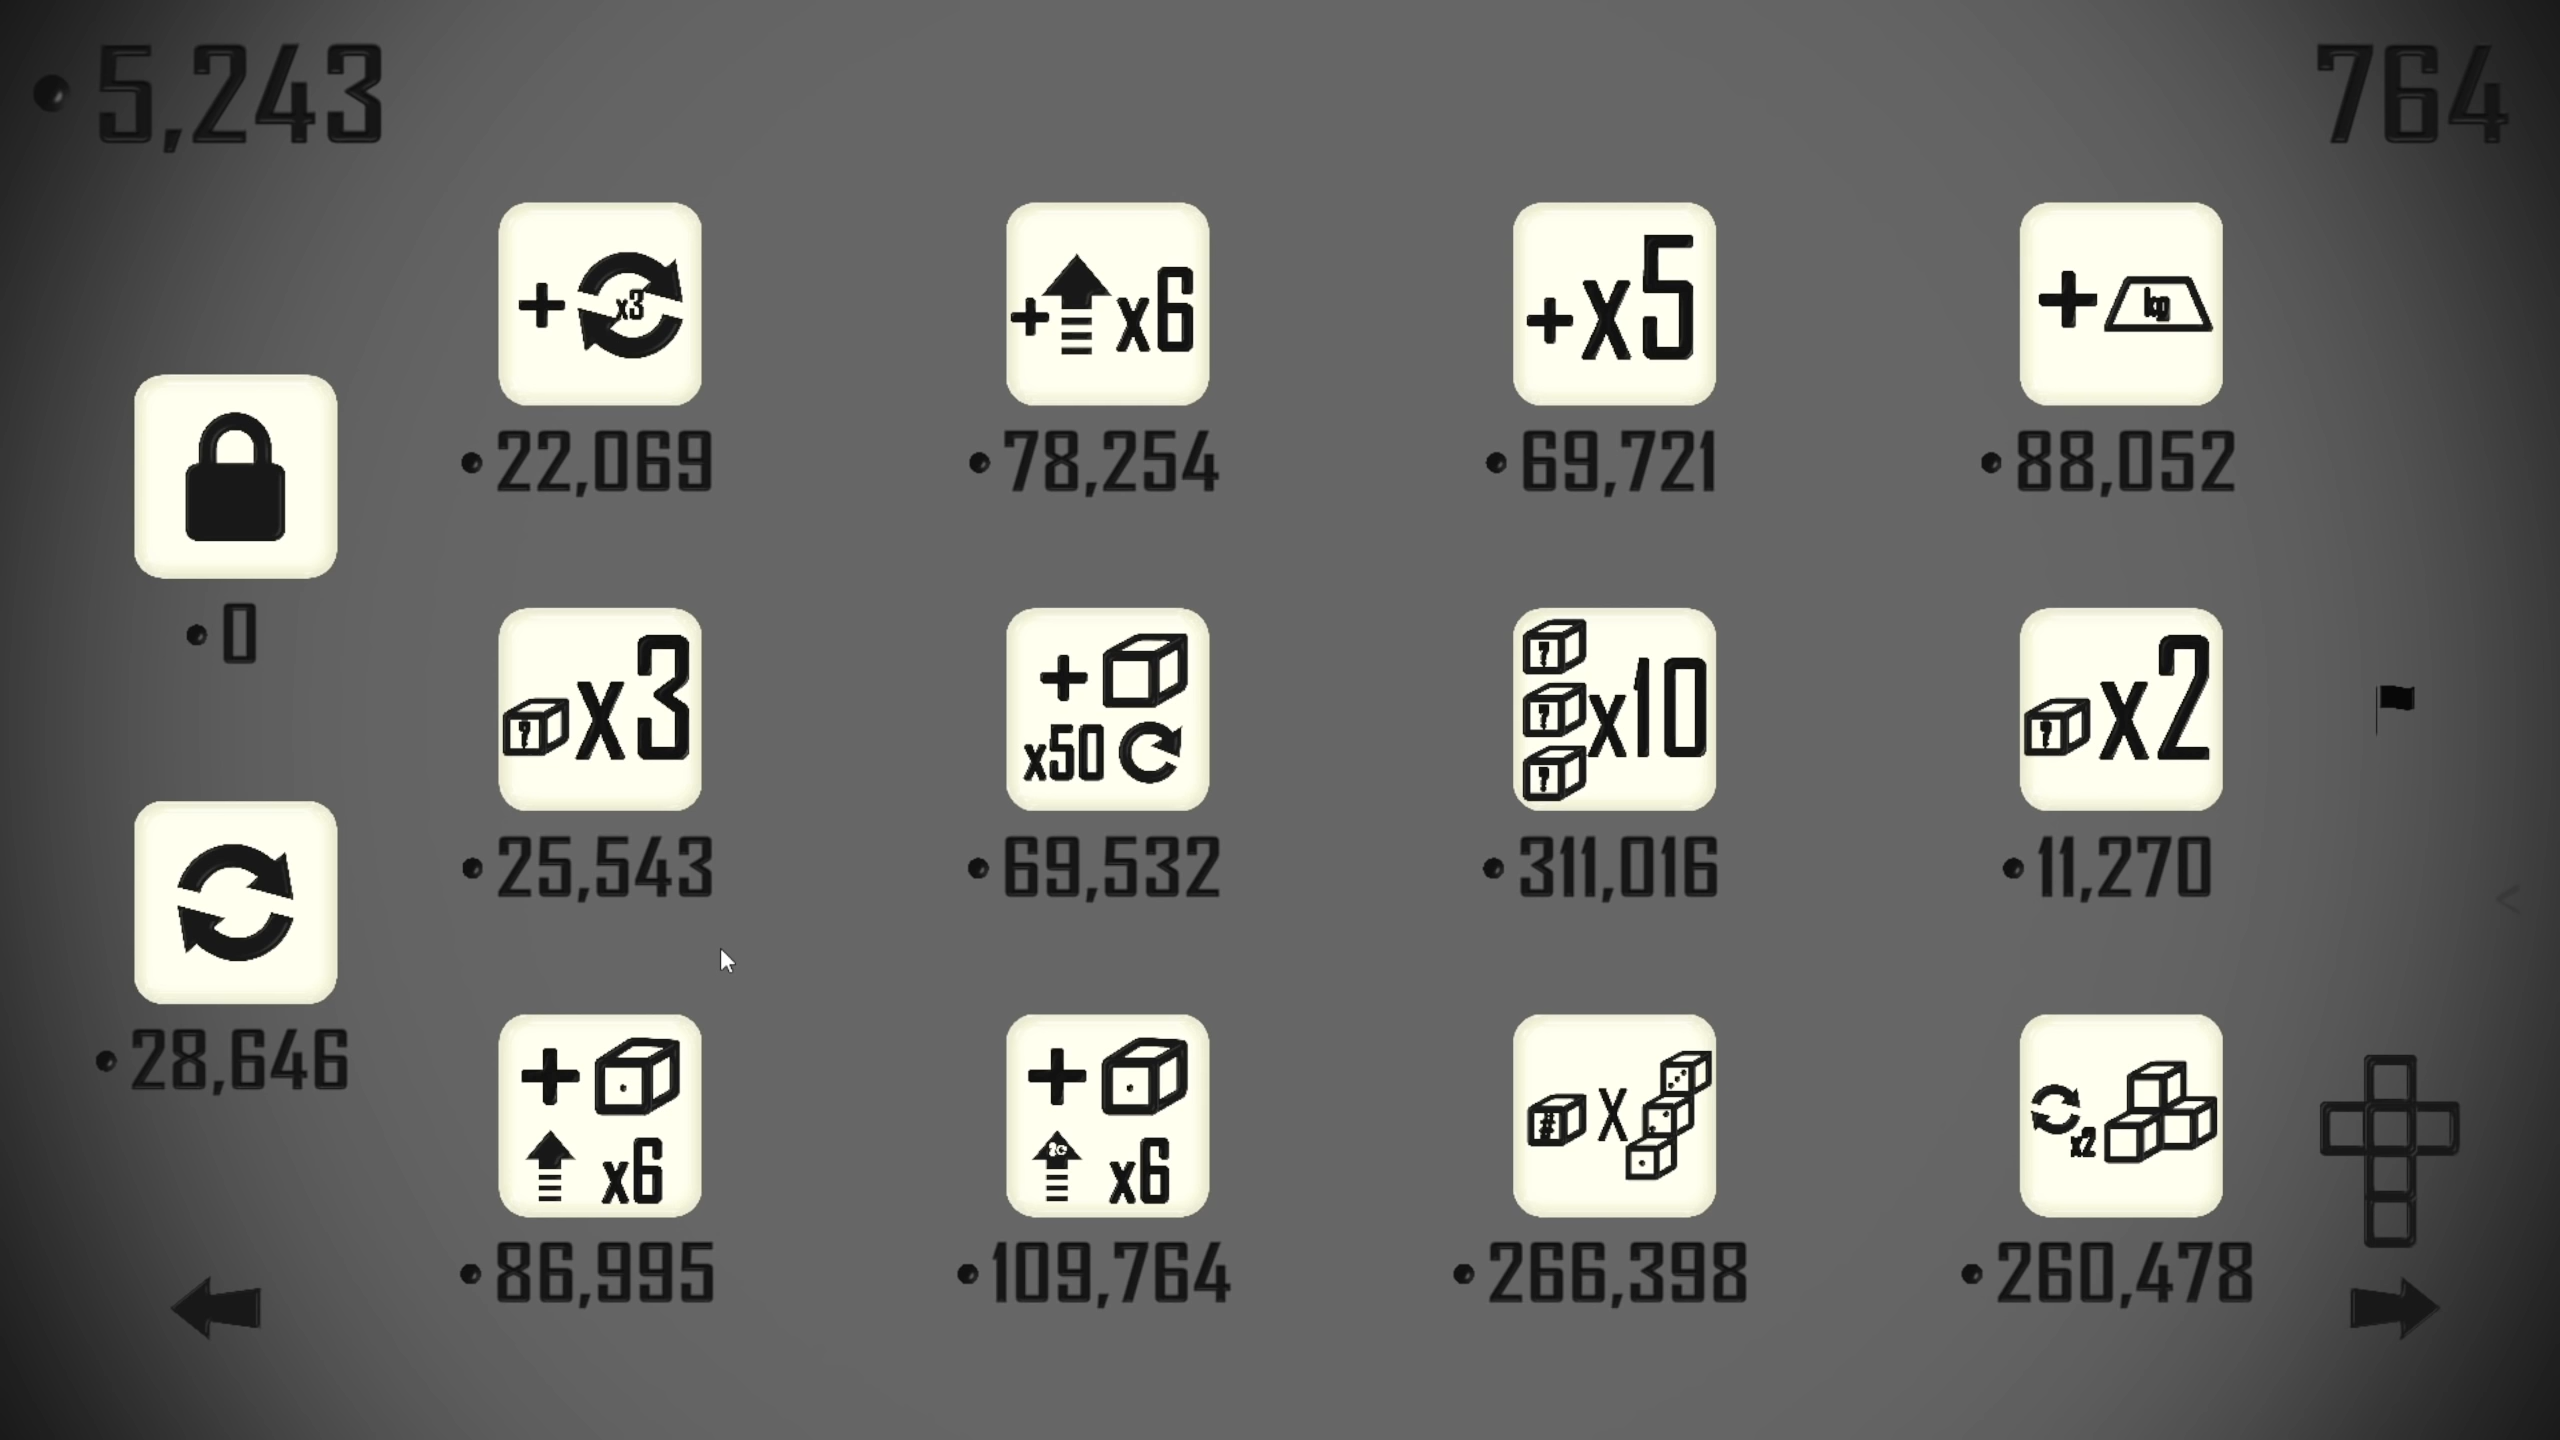 5,243
764
+ x3
+ x6
+x5
+ kg
22,069
78,254
69,721
88,052
0
? x3
+ x50
? ? ? x10
? x2
25,543
69,532
311,016
11,270
<
28,646
+ x6
+ x6
# X
x2
86,995
109,764
266,398
260,478